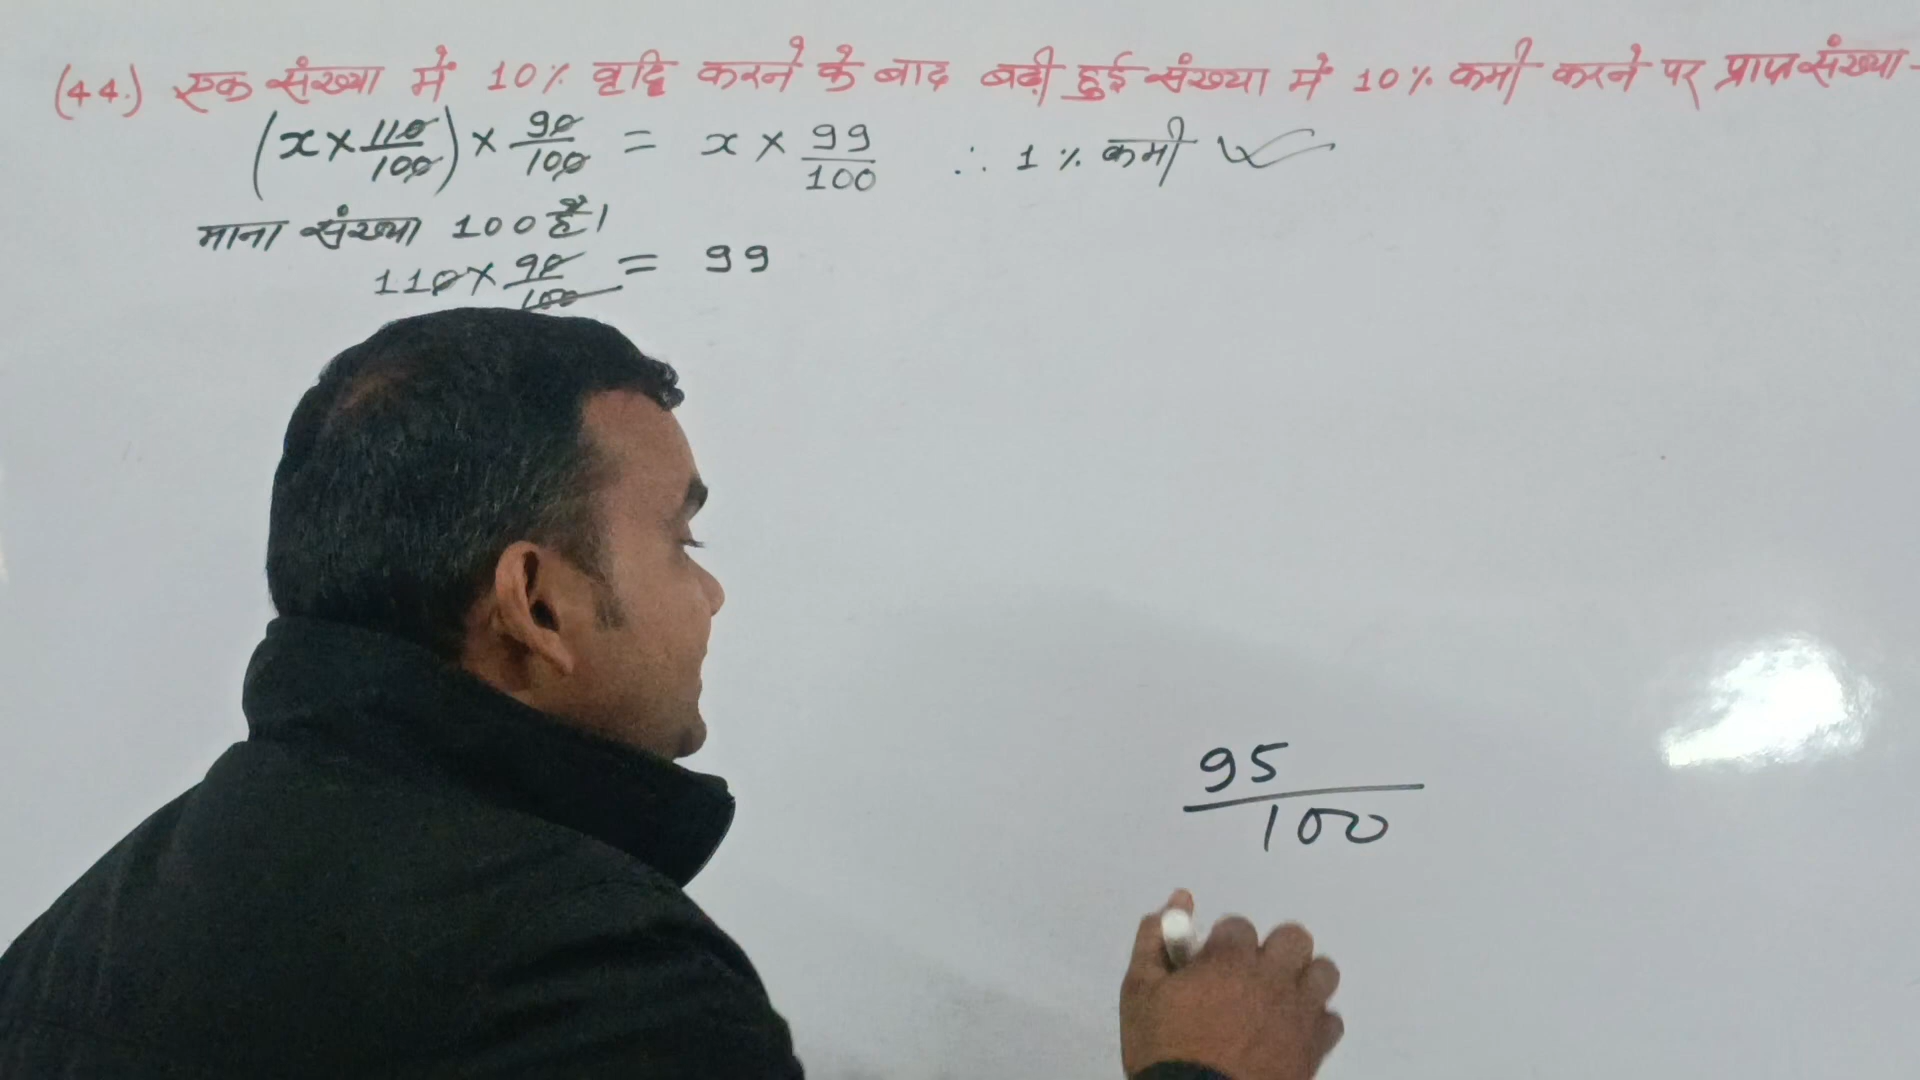 (44.) एक संख्या में 10% वृद्धि करने के बाद बढ़ी हुई संख्या में 10% कमी करने पर प्राप्त संख्या -
(x × 110/100) × 90/100 = x × 99/100 ∴ 1% कमी ✓
माना संख्या 100 है।
110 × 90/100 = 99
95/100